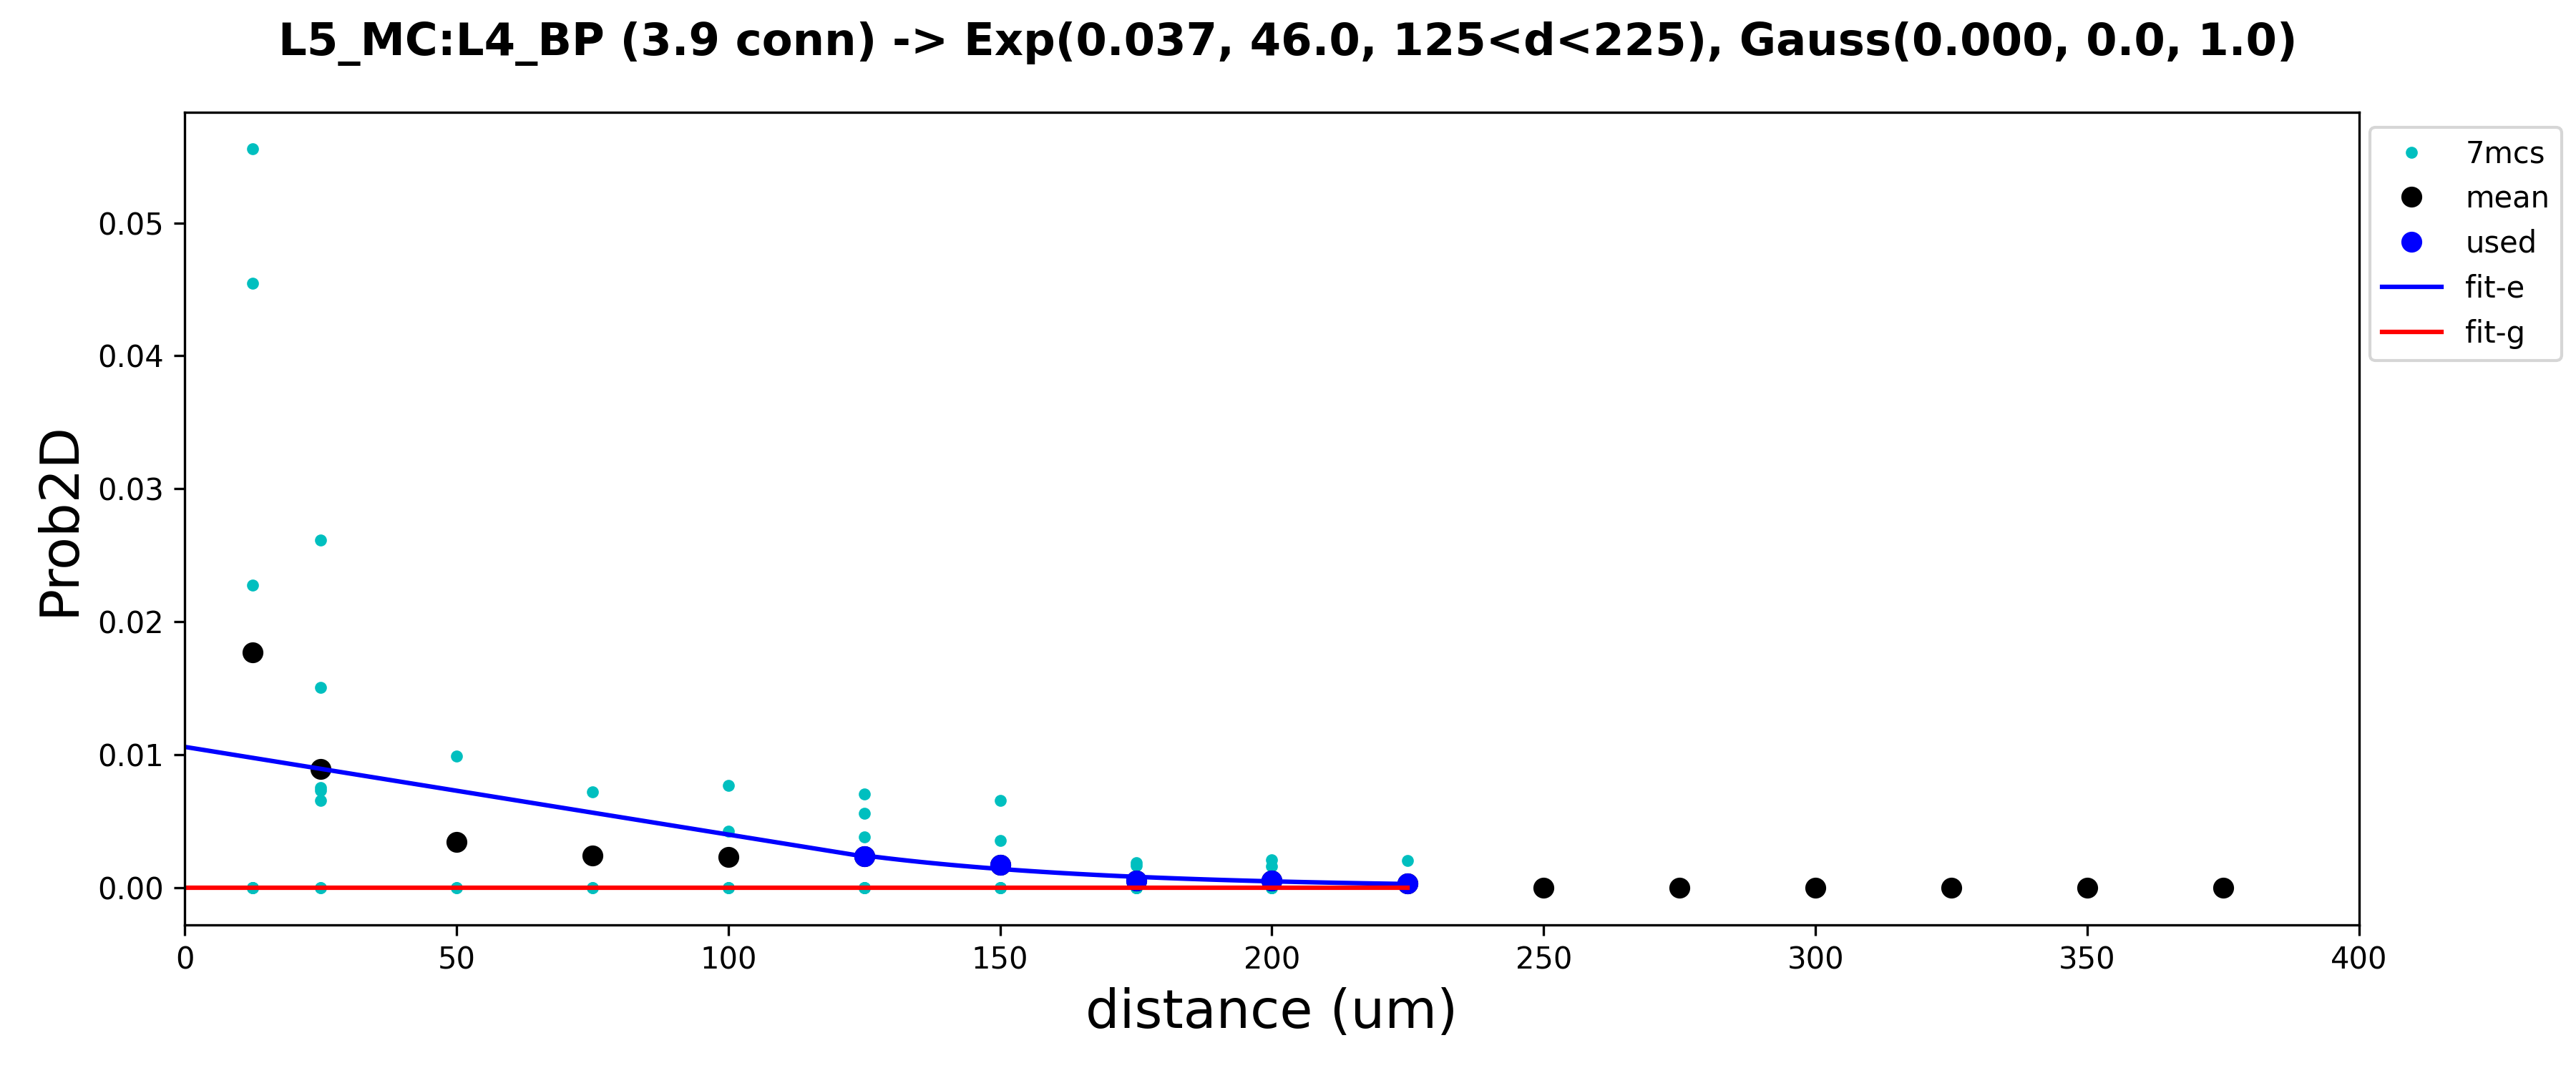 L5_MC:L4_BP (3.9 conn) -> Exp(0.037, 46.0, 125<d<225), Gauss(0.000, 0.0, 1.0)
7mcs
mean
used
fit-e
fit-g
Prob2D
0.05
0.04
0.03
0.02
0.01
0.00
0 50 100 150 200 250 300 350 400
distance (um)